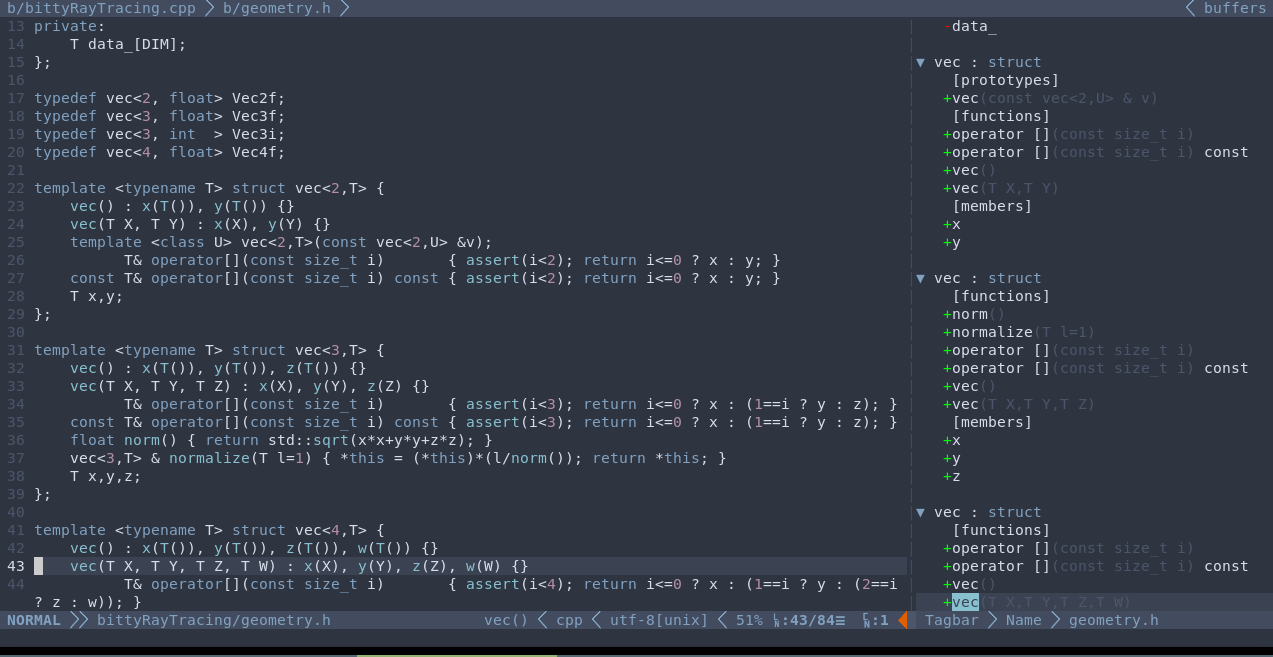 b/bittyRayTracing.cpp b/geometry.h buffers
13 private:
14     T data_[DIM];
15 };
16
17 typedef vec<2, float> Vec2f;
18 typedef vec<3, float> Vec3f;
19 typedef vec<3, int  > Vec3i;
20 typedef vec<4, float> Vec4f;
21
22 template <typename T> struct vec<2,T> {
23     vec() : x(T()), y(T()) {}
24     vec(T X, T Y) : x(X), y(Y) {}
25     template <class U> vec<2,T>(const vec<2,U> &v);
26           T& operator[](const size_t i)       { assert(i<2); return i<=0 ? x : y; }
27     const T& operator[](const size_t i) const { assert(i<2); return i<=0 ? x : y; }
28     T x,y;
29 };
30
31 template <typename T> struct vec<3,T> {
32     vec() : x(T()), y(T()), z(T()) {}
33     vec(T X, T Y, T Z) : x(X), y(Y), z(Z) {}
34           T& operator[](const size_t i)       { assert(i<3); return i<=0 ? x : (1==i ? y : z); }
35     const T& operator[](const size_t i) const { assert(i<3); return i<=0 ? x : (1==i ? y : z); }
36     float norm() { return std::sqrt(x*x+y*y+z*z); }
37     vec<3,T> & normalize(T l=1) { *this = (*this)*(l/norm()); return *this; }
38     T x,y,z;
39 };
40
41 template <typename T> struct vec<4,T> {
42     vec() : x(T()), y(T()), z(T()), w(T()) {}
43     vec(T X, T Y, T Z, T W) : x(X), y(Y), z(Z), w(W) {}
44           T& operator[](const size_t i)       { assert(i<4); return i<=0 ? x : (1==i ? y : (2==i
? z : w)); }
-data_
▼ vec : struct
[prototypes]
+vec(const vec<2,U> & v)
[functions]
+operator [](const size_t i)
+operator [](const size_t i) const
+vec()
+vec(T X,T Y)
[members]
+x
+y
▼ vec : struct
[functions]
+norm()
+normalize(T l=1)
+operator [](const size_t i)
+operator [](const size_t i) const
+vec()
+vec(T X,T Y,T Z)
[members]
+x
+y
+z
▼ vec : struct
[functions]
+operator [](const size_t i)
+operator [](const size_t i) const
+vec()
+vec(T X,T Y,T Z,T W)
NORMAL bittyRayTracing/geometry.h vec() cpp utf-8[unix] 51% ㏑:43/84☰ ㏑:1 Tagbar Name geometry.h